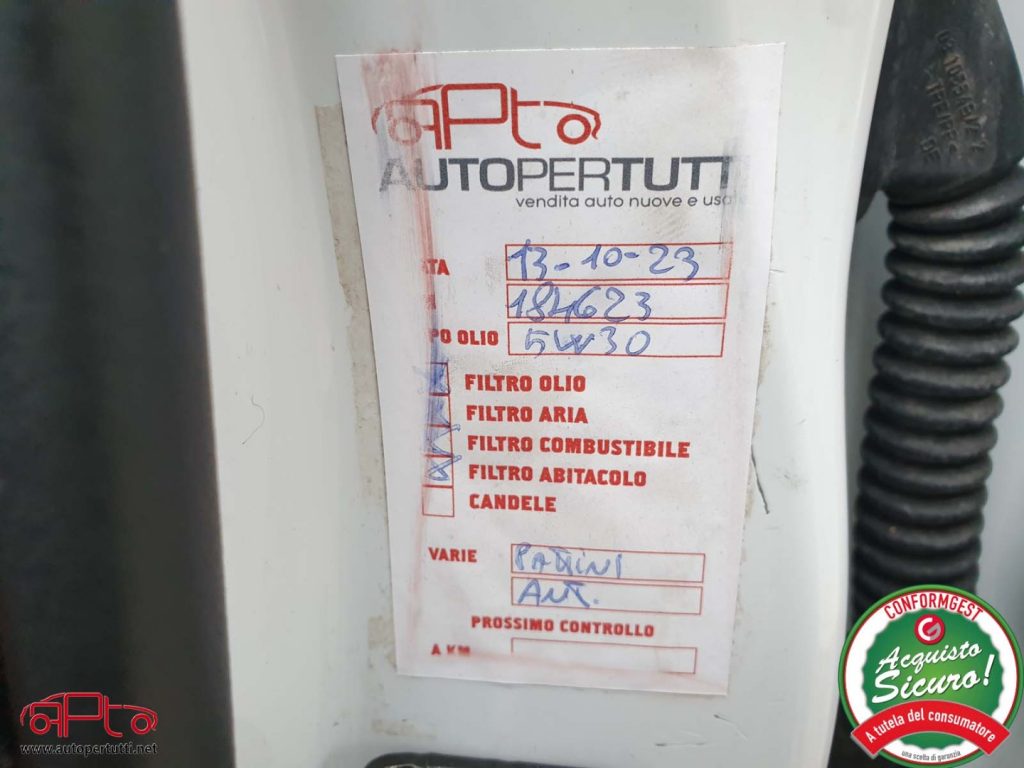 APto
AUTOPERTUTT
vendita auto nuove e usa
TA 13-10-23
184623
PO OLIO 5W30
FILTRO OLIO
FILTRO ARIA
FILTRO COMBUSTIBILE
FILTRO ABITACOLO
CANDELE
VARIE PATTINI
ANT.
PROSSIMO CONTROLLO
A KM
APto
www.autopertutti.net
CONFORMGEST
Acquisto
Sicuro!
A tutela del consumatore
una scelta di garanzia